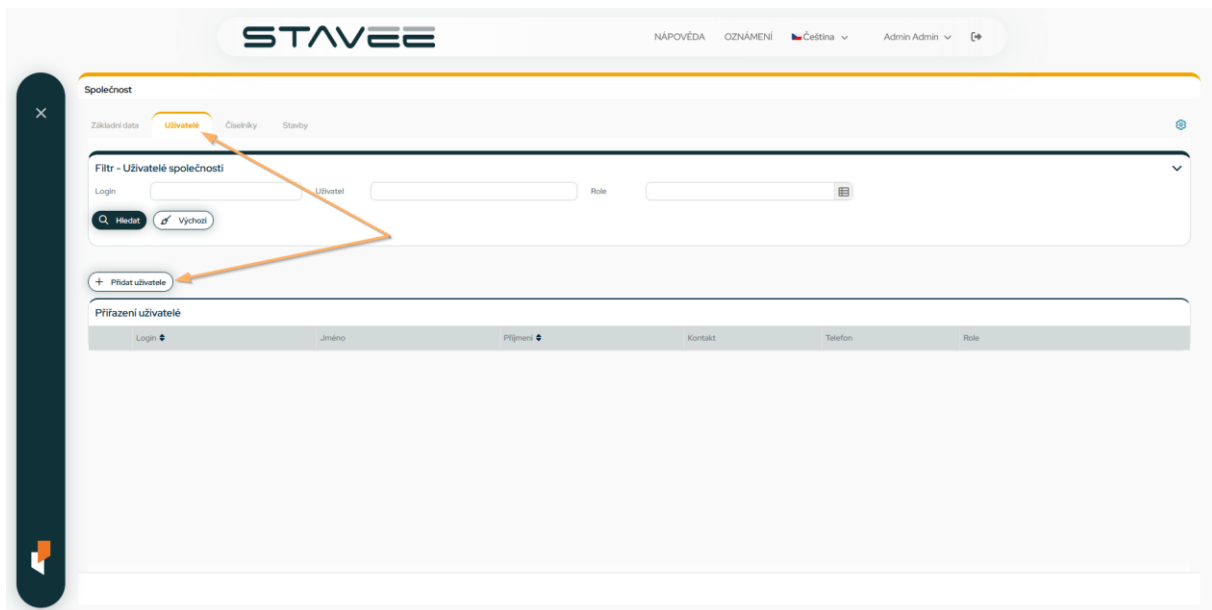 STAVEE
NÁPOVĚDA OZNÁMENÍ Čeština Admin Admin
Společnost
Základní data Uživatelé Číselníky Stavby
Filtr - Uživatelé společnosti
Login Uživatel Role
Hledat Výchozí
Přidat uživatele
Přiřazení uživatelé
Login Jméno Příjmení Kontakt Telefon Role